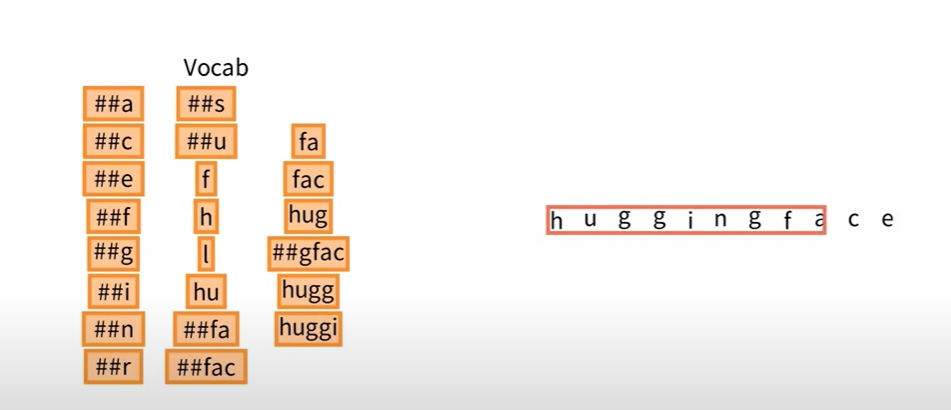 Vocab
##a ##s
##c ##u fa
##e f fac
##f h hug
##g l ##gfac
##i hu hugg
##n ##fa huggi
##r ##fac
h u g g i n g f a c e